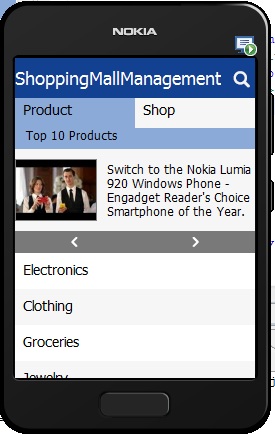 NOKIA
ShoppingMallManagement
Product Shop
Top 10 Products
Switch to the Nokia Lumia
920 Windows Phone -
Engadget Reader's Choice
Smartphone of the Year.
Electronics
Clothing
Groceries
Jewelry